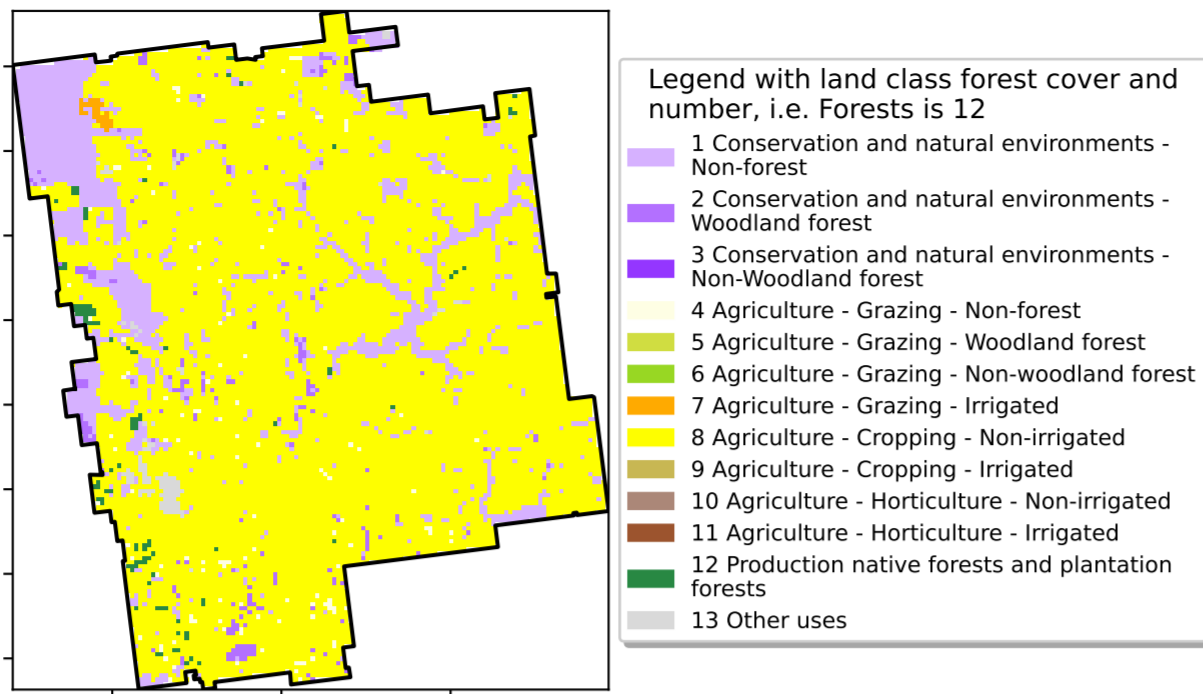 Legend with land class forest cover and
number, i.e. Forests is 12
1 Conservation and natural environments -
Non-forest
2 Conservation and natural environments -
Woodland forest
3 Conservation and natural environments -
Non-Woodland forest
4 Agriculture - Grazing - Non-forest
5 Agriculture - Grazing - Woodland forest
6 Agriculture - Grazing - Non-woodland forest
7 Agriculture - Grazing - Irrigated
8 Agriculture - Cropping - Non-irrigated
9 Agriculture - Cropping - Irrigated
10 Agriculture - Horticulture - Non-irrigated
11 Agriculture - Horticulture - Irrigated
12 Production native forests and plantation
forests
13 Other uses